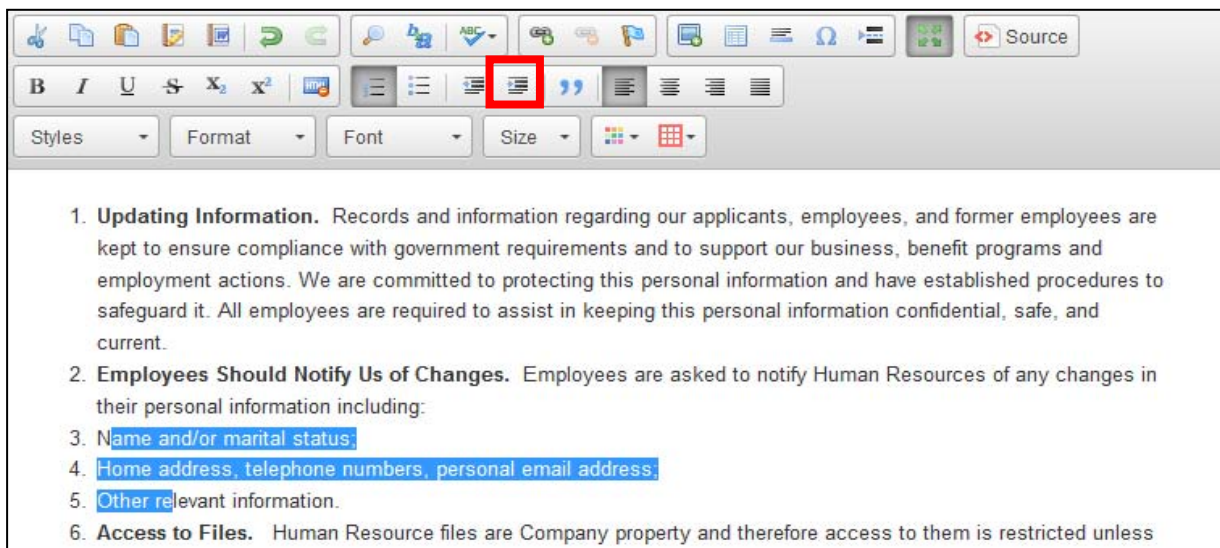 Source
B I U S X₂ X²
Styles Format Font Size
1. Updating Information. Records and information regarding our applicants, employees, and former employees are
kept to ensure compliance with government requirements and to support our business, benefit programs and
employment actions. We are committed to protecting this personal information and have established procedures to
safeguard it. All employees are required to assist in keeping this personal information confidential, safe, and
current.
2. Employees Should Notify Us of Changes. Employees are asked to notify Human Resources of any changes in
their personal information including:
3. Name and/or marital status;
4. Home address, telephone numbers, personal email address;
5. Other relevant information.
6. Access to Files. Human Resource files are Company property and therefore access to them is restricted unless